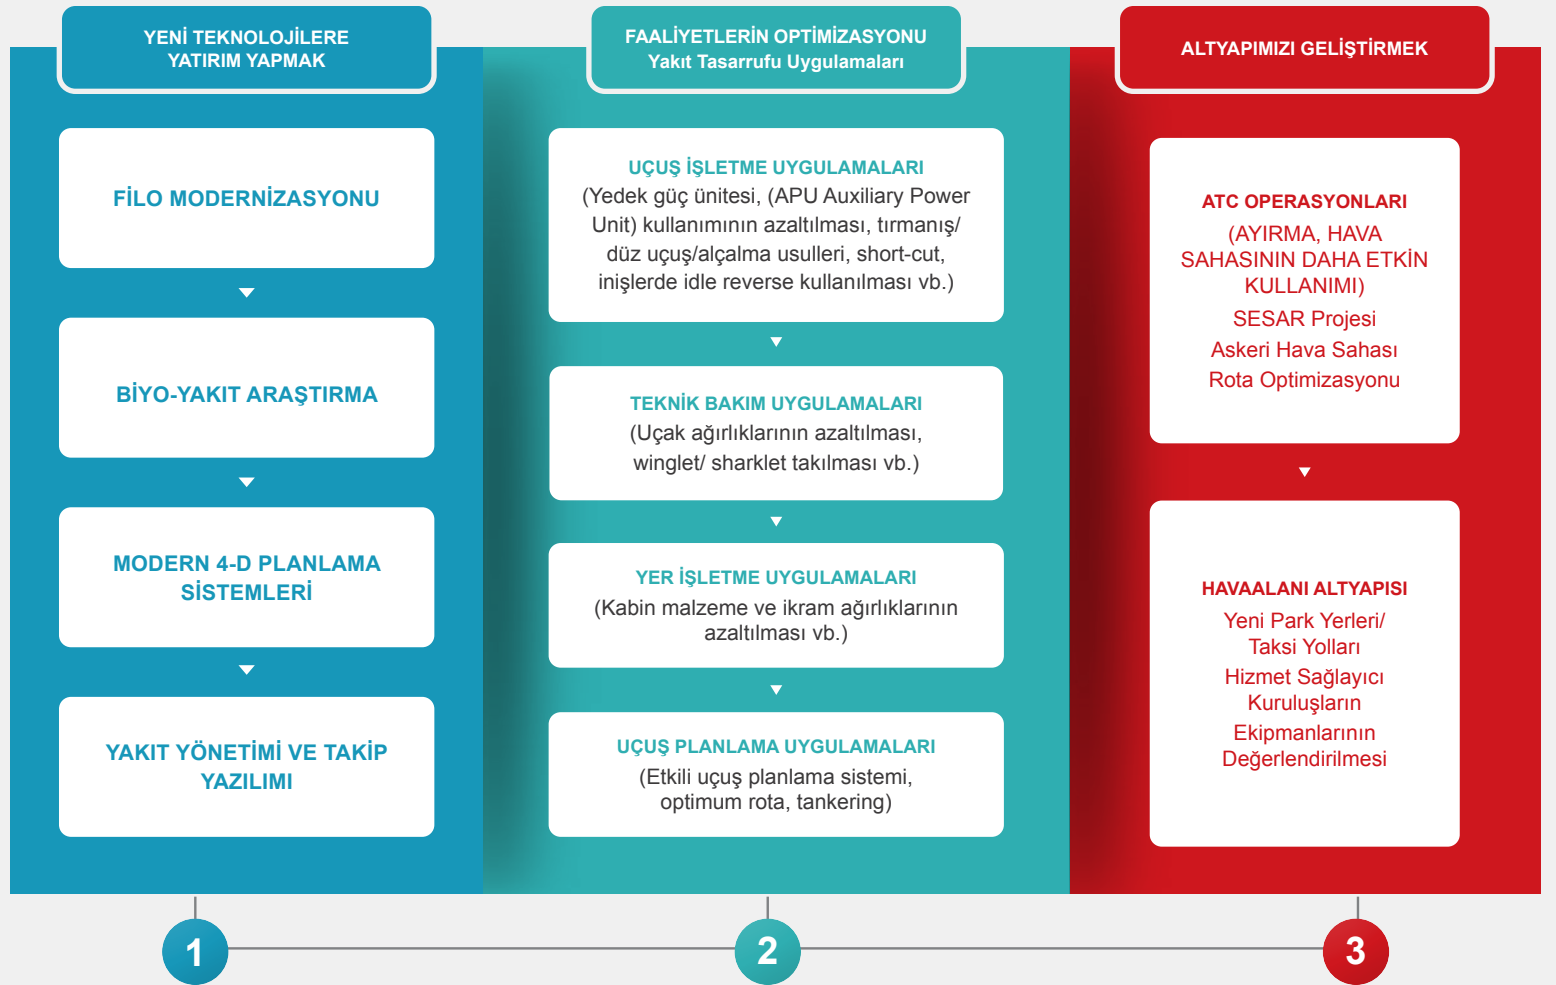 YENİ TEKNOLOJİLERE
YATIRIM YAPMAK
FİLO MODERNİZASYONU
BİYO-YAKIT ARAŞTIRMA
MODERN 4-D PLANLAMA
SİSTEMLERİ
YAKIT YÖNETİMİ VE TAKİP
YAZILIMI
1
FAALİYETLERİN OPTİMİZASYONU
Yakıt Tasarrufu Uygulamaları
UÇUŞ İŞLETME UYGULAMALARI
(Yedek güç ünitesi, (APU Auxiliary Power
Unit) kullanımının azaltılması, tırmanış/
düz uçuş/alçalma usulleri, short-cut,
inişlerde idle reverse kullanılması vb.)
TEKNİK BAKIM UYGULAMALARI
(Uçak ağırlıklarının azaltılması,
winglet/ sharklet takılması vb.)
YER İŞLETME UYGULAMALARI
(Kabin malzeme ve ikram ağırlıklarının
azaltılması vb.)
UÇUŞ PLANLAMA UYGULAMALARI
(Etkili uçuş planlama sistemi,
optimum rota, tankering)
2
ALTYAPIMIZI GELİŞTİRMEK
ATC OPERASYONLARI
(AYIRMA, HAVA
SAHASININ DAHA ETKİN
KULLANIMI)
SESAR Projesi
Askeri Hava Sahası
Rota Optimizasyonu
HAVAALANI ALTYAPISI
Yeni Park Yerleri/
Taksi Yolları
Hizmet Sağlayıcı
Kuruluşların
Ekipmanlarının
Değerlendirilmesi
3